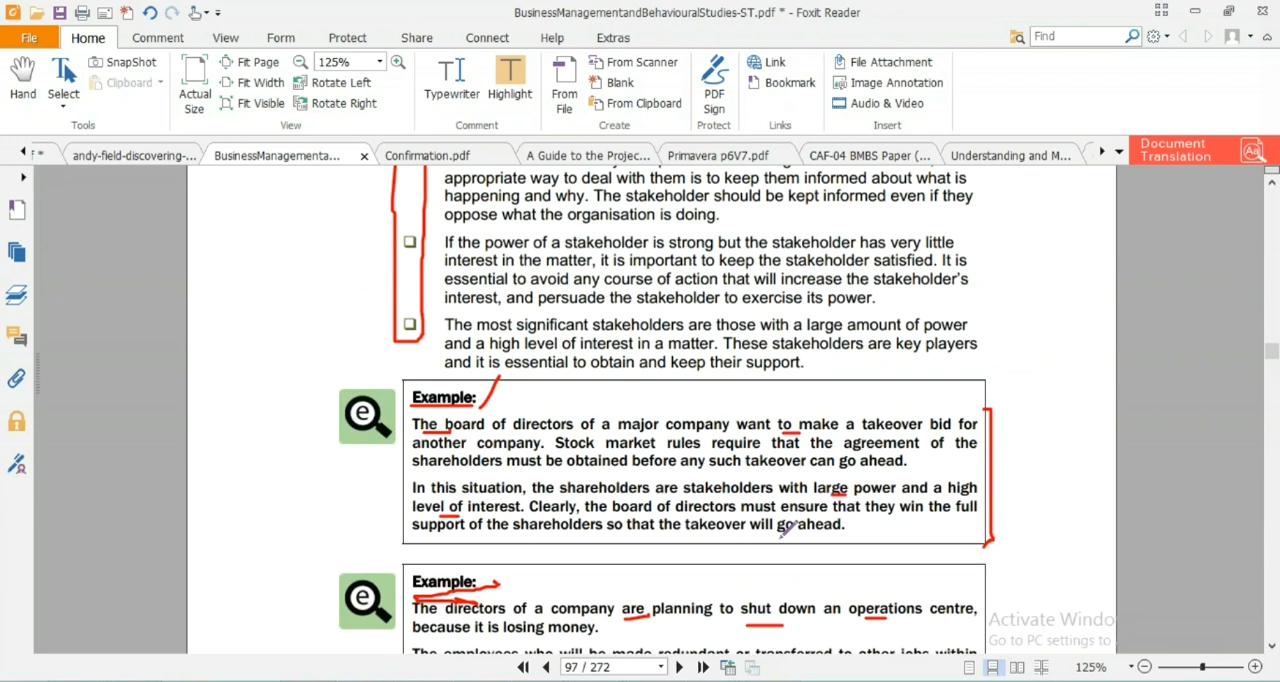 BusinessManagementandBehaviouralStudies-ST.pdf * - Foxit Reader
File Home Comment View Form Protect Share Connect Help Extras Find
Hand Select SnapShot Clipboard
Actual Size Fit Page Fit Width Fit Visible 125% Rotate Left Rotate Right
Typewriter Highlight
From File From Scanner Blank From Clipboard
PDF Sign
Link Bookmark
File Attachment Image Annotation Audio & Video
Tools View Comment Create Protect Links Insert
andy-field-discovering-... BusinessManagementa... Confirmation.pdf A Guide to the Projec... Primavera p6V7.pdf CAF-04 BMBS Paper (... Understanding and M... Document Translation
appropriate way to deal with them is to keep them informed about what is
happening and why. The stakeholder should be kept informed even if they
oppose what the organisation is doing.
If the power of a stakeholder is strong but the stakeholder has very little
interest in the matter, it is important to keep the stakeholder satisfied. It is
essential to avoid any course of action that will increase the stakeholder's
interest, and persuade the stakeholder to exercise its power.
The most significant stakeholders are those with a large amount of power
and a high level of interest in a matter. These stakeholders are key players
and it is essential to obtain and keep their support.
Example:
The board of directors of a major company want to make a takeover bid for
another company. Stock market rules require that the agreement of the
shareholders must be obtained before any such takeover can go ahead.
In this situation, the shareholders are stakeholders with large power and a high
level of interest. Clearly, the board of directors must ensure that they win the full
support of the shareholders so that the takeover will go ahead.
Example:
The directors of a company are planning to shut down an operations centre,
because it is losing money.
The employees who will be made redundant or transferred to other jobs within
Activate Windo
Go to PC settings to
97 / 272
125%